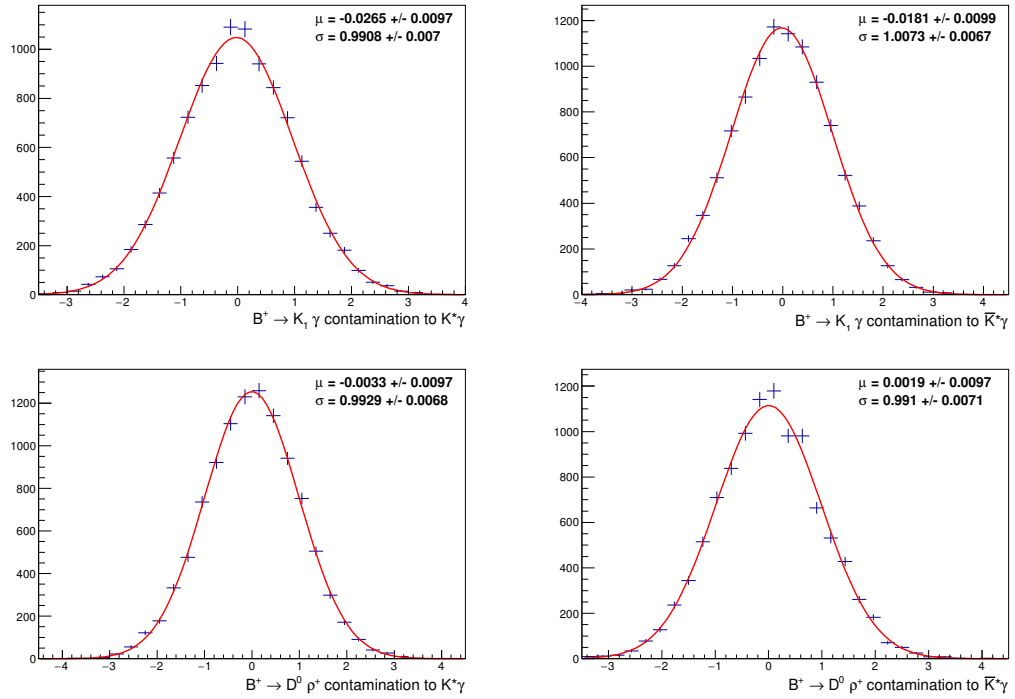 μ = -0.0265 +/- 0.0097
σ = 0.9908 +/- 0.007
1000
800
600
400
200
0
−3 −2 −1 0 1 2 3 4
B⁺ → K₁ γ contamination to K*γ
μ = -0.0181 +/- 0.0099
σ = 1.0073 +/- 0.0067
1200
1000
800
600
400
200
0
−4 −3 −2 −1 0 1 2 3 4
B⁺ → K₁ γ contamination to K̅*γ
μ = -0.0033 +/- 0.0097
σ = 0.9929 +/- 0.0068
1200
1000
800
600
400
200
0
−4 −3 −2 −1 0 1 2 3 4
B⁺ → D⁰ ρ⁺ contamination to K*γ
μ = 0.0019 +/- 0.0097
σ = 0.991 +/- 0.0071
1200
1000
800
600
400
200
0
−3 −2 −1 0 1 2 3 4
B⁺ → D⁰ ρ⁺ contamination to K̅*γ